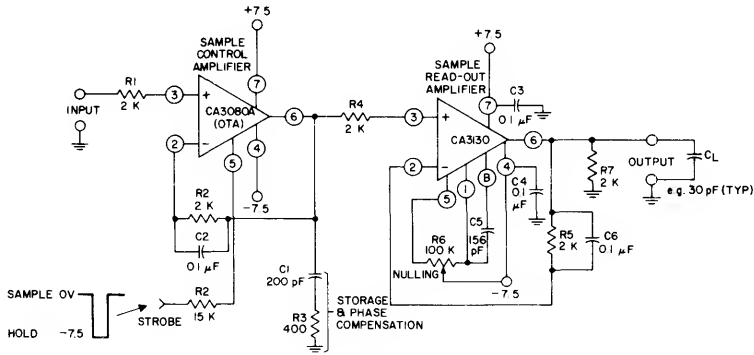 +7.5
+7.5
SAMPLE
CONTROL
AMPLIFIER
SAMPLE
READ-OUT
AMPLIFIER
R1
2 K
INPUT
3
+
CA3080A
(OTA)
7
6
2
−
5
4
−7.5
R4
2 K
3
+
CA3130
7
C3
0.1 µF
6
2
−
5
1
8
4
C4
0.1
µF
R7
2 K
OUTPUT
CL
e.g. 30 pF (TYP)
R2
2 K
C2
0.1 µF
R6
100 K
NULLING
C5
156
pF
−7.5
R5
2 K
C6
0.1
µF
C1
200 pF
R3
400
STORAGE
& PHASE
COMPENSATION
SAMPLE 0V
HOLD −7.5
STROBE
R2
15 K